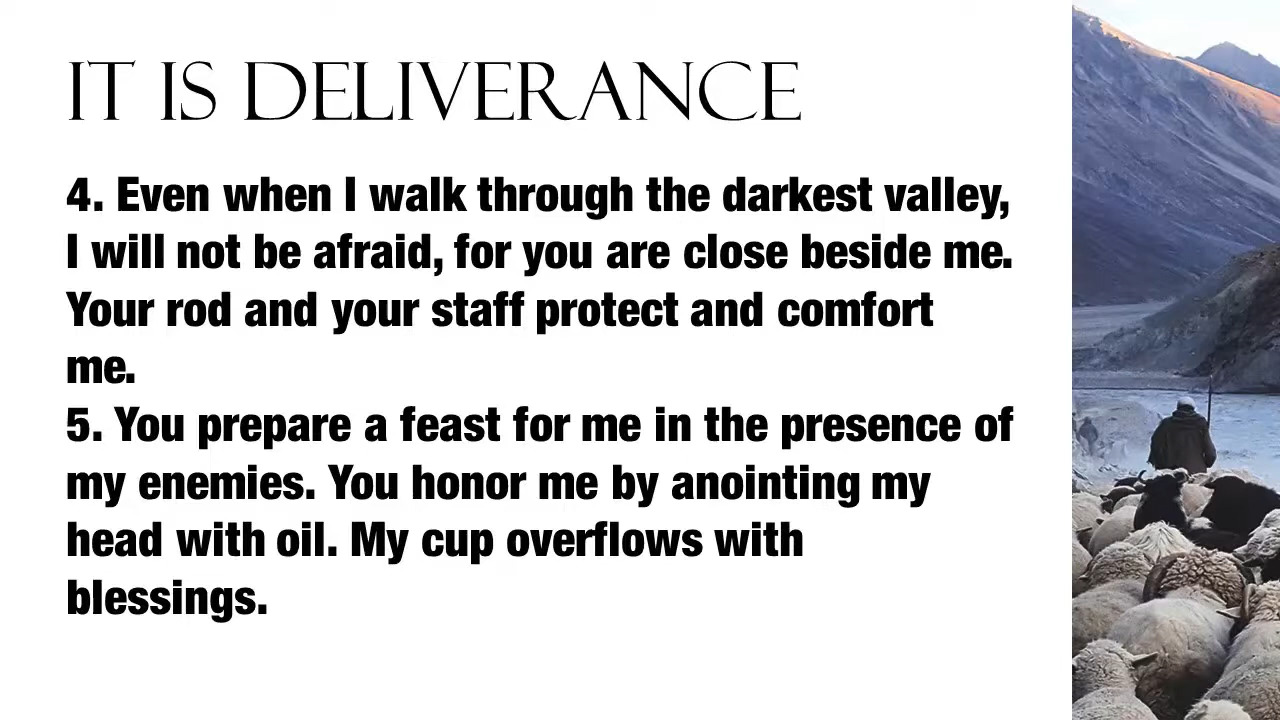 IT IS DELIVERANCE
4. Even when I walk through the darkest valley,
I will not be afraid, for you are close beside me.
Your rod and your staff protect and comfort
me.
5. You prepare a feast for me in the presence of
my enemies. You honor me by anointing my
head with oil. My cup overflows with
blessings.